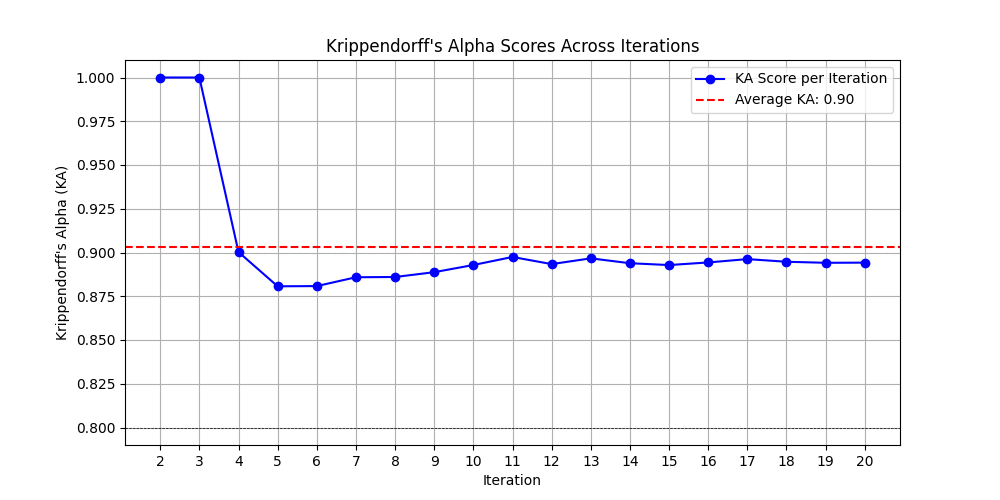 Krippendorff's Alpha Scores Across Iterations
KA Score per Iteration
Average KA: 0.90
Krippendorff's Alpha (KA)
1.000
0.975
0.950
0.925
0.900
0.875
0.850
0.825
0.800
2 3 4 5 6 7 8 9 10 11 12 13 14 15 16 17 18 19 20
Iteration